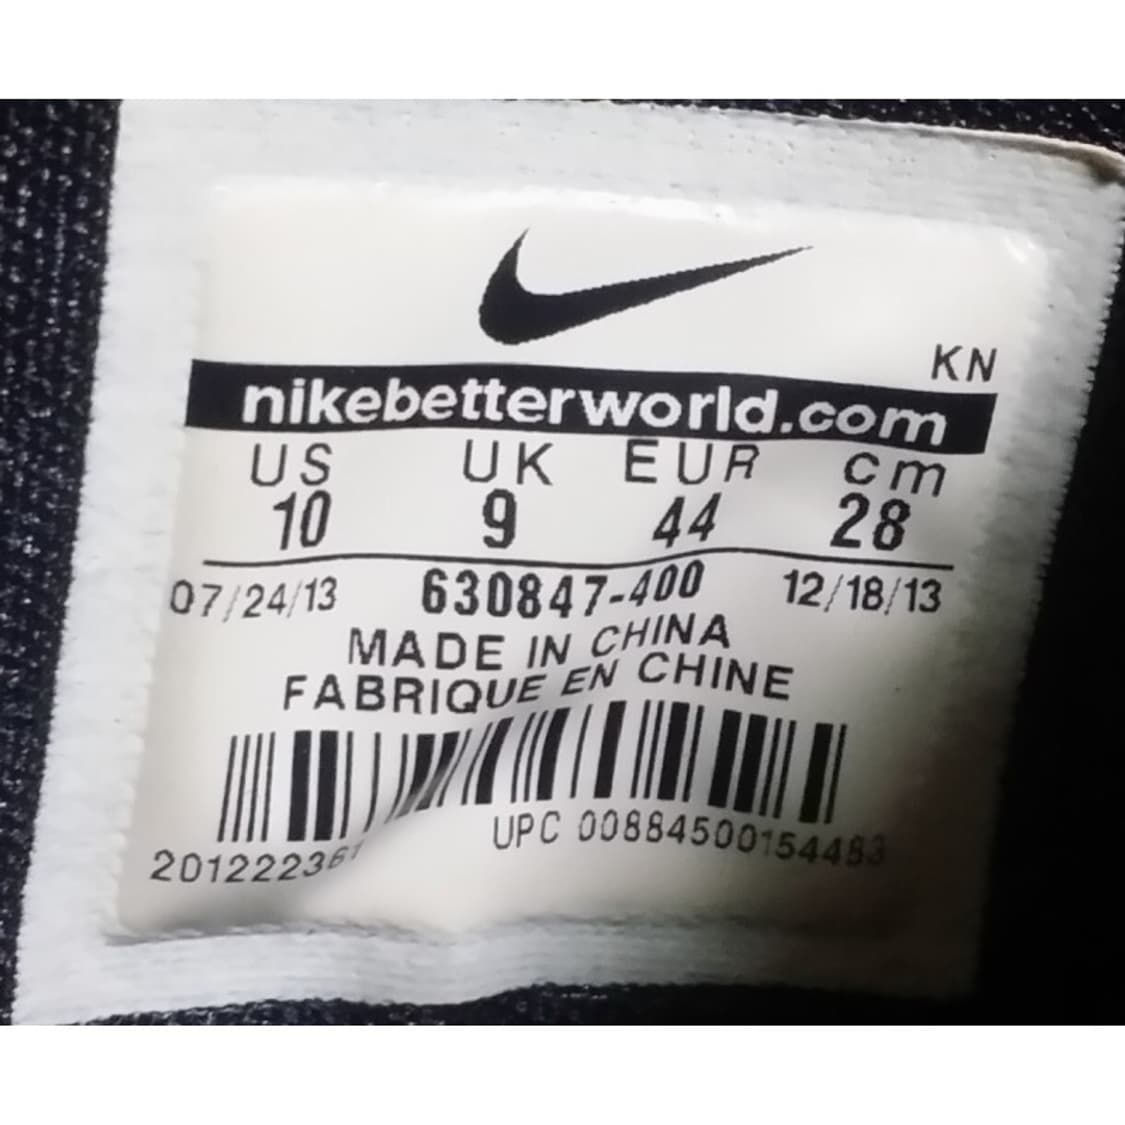 KN
nikebetterworld.com
US UK EUR cm
10 9 44 28
07/24/13 630847-400 12/18/13
MADE IN CHINA
FABRIQUE EN CHINE
UPC 00884500154483
2012222361